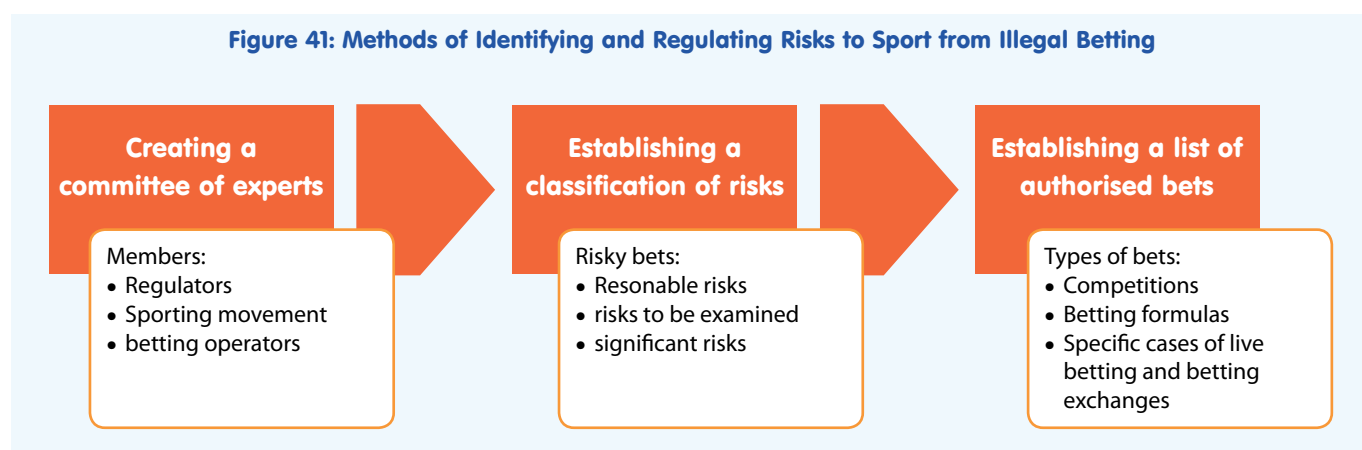 Figure 41: Methods of Identifying and Regulating Risks to Sport from Illegal Betting
Creating a
committee of experts
Members:
• Regulators
• Sporting movement
• betting operators
Establishing a
classification of risks
Risky bets:
• Resonable risks
• risks to be examined
• significant risks
Establishing a list of
authorised bets
Types of bets:
• Competitions
• Betting formulas
• Specific cases of live
betting and betting
exchanges